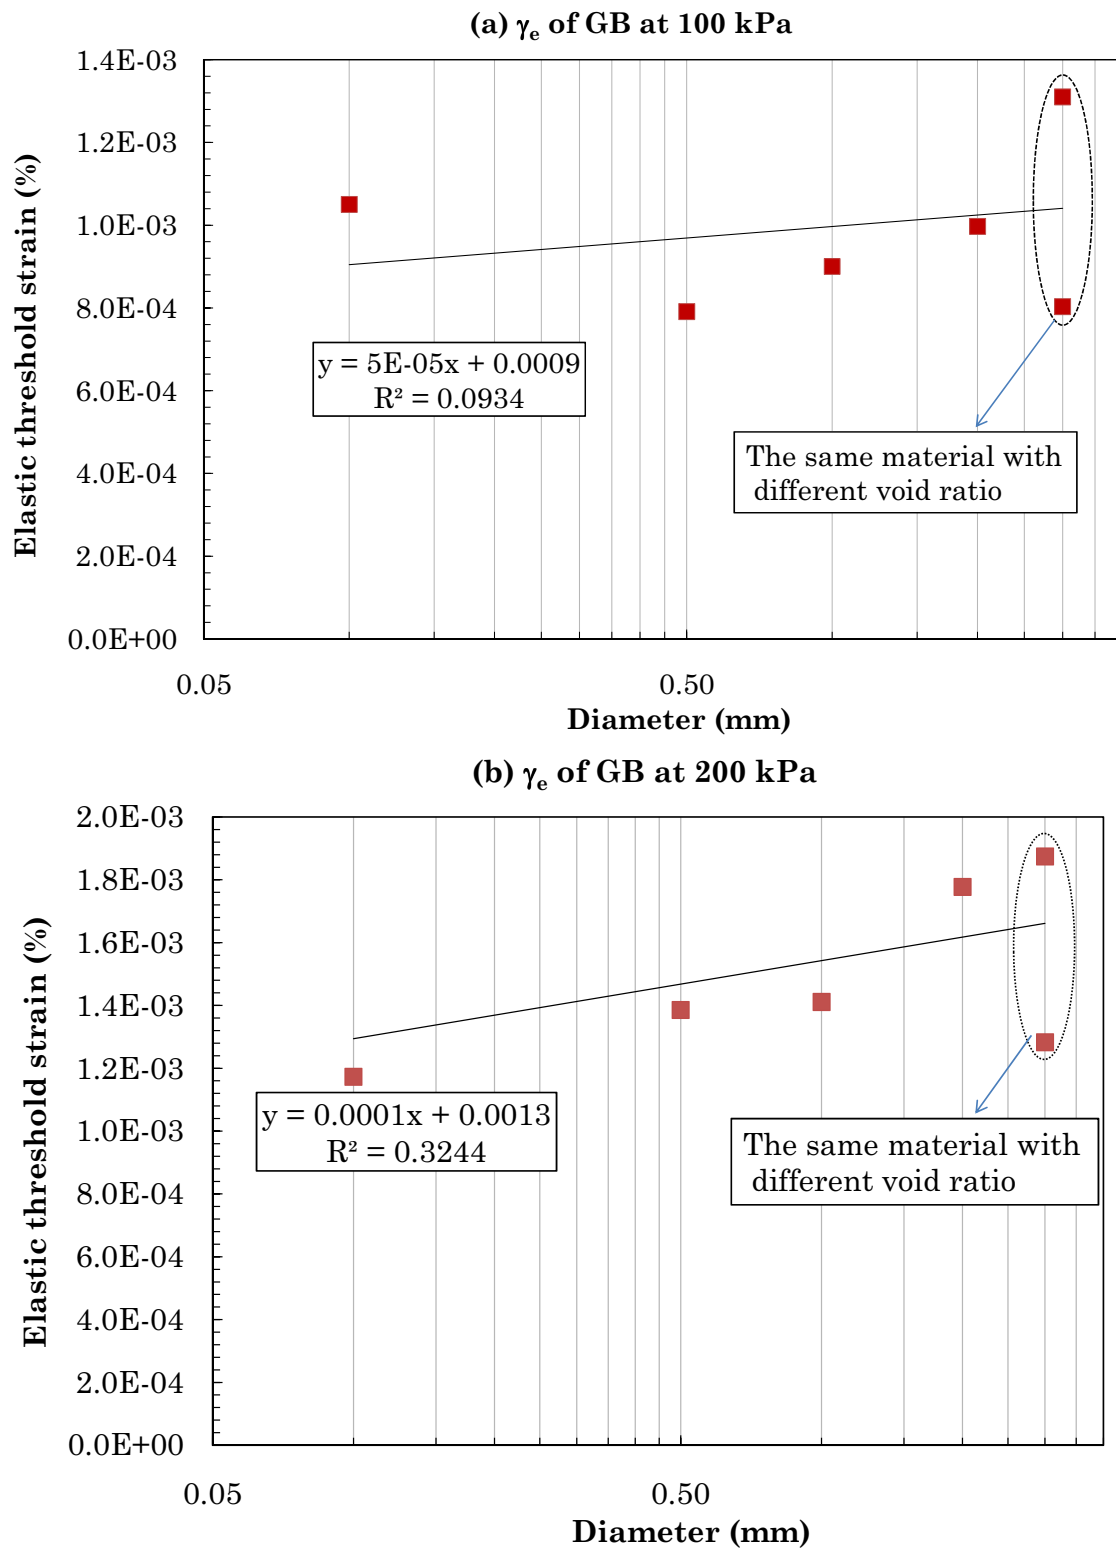 (a) γe of GB at 100 kPa
1.4E-03
1.2E-03
1.0E-03
8.0E-04
6.0E-04
4.0E-04
2.0E-04
0.0E+00
Elastic threshold strain (%)
y = 5E-05x + 0.0009
R² = 0.0934
The same material with
different void ratio
0.05
0.50
Diameter (mm)
(b) γe of GB at 200 kPa
2.0E-03
1.8E-03
1.6E-03
1.4E-03
1.2E-03
1.0E-03
8.0E-04
6.0E-04
4.0E-04
2.0E-04
0.0E+00
Elastic threshold strain (%)
y = 0.0001x + 0.0013
R² = 0.3244
The same material with
different void ratio
0.05
0.50
Diameter (mm)